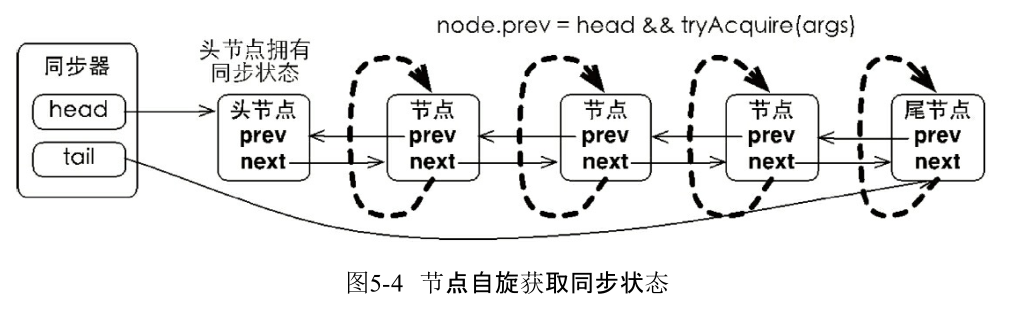 node.prev = head && tryAcquire(args)
头节点拥有
同步状态
同步器
head
tail
头节点
prev
next
节点
prev
next
节点
prev
next
节点
prev
next
尾节点
prev
next
图5-4 节点自旋获取同步状态